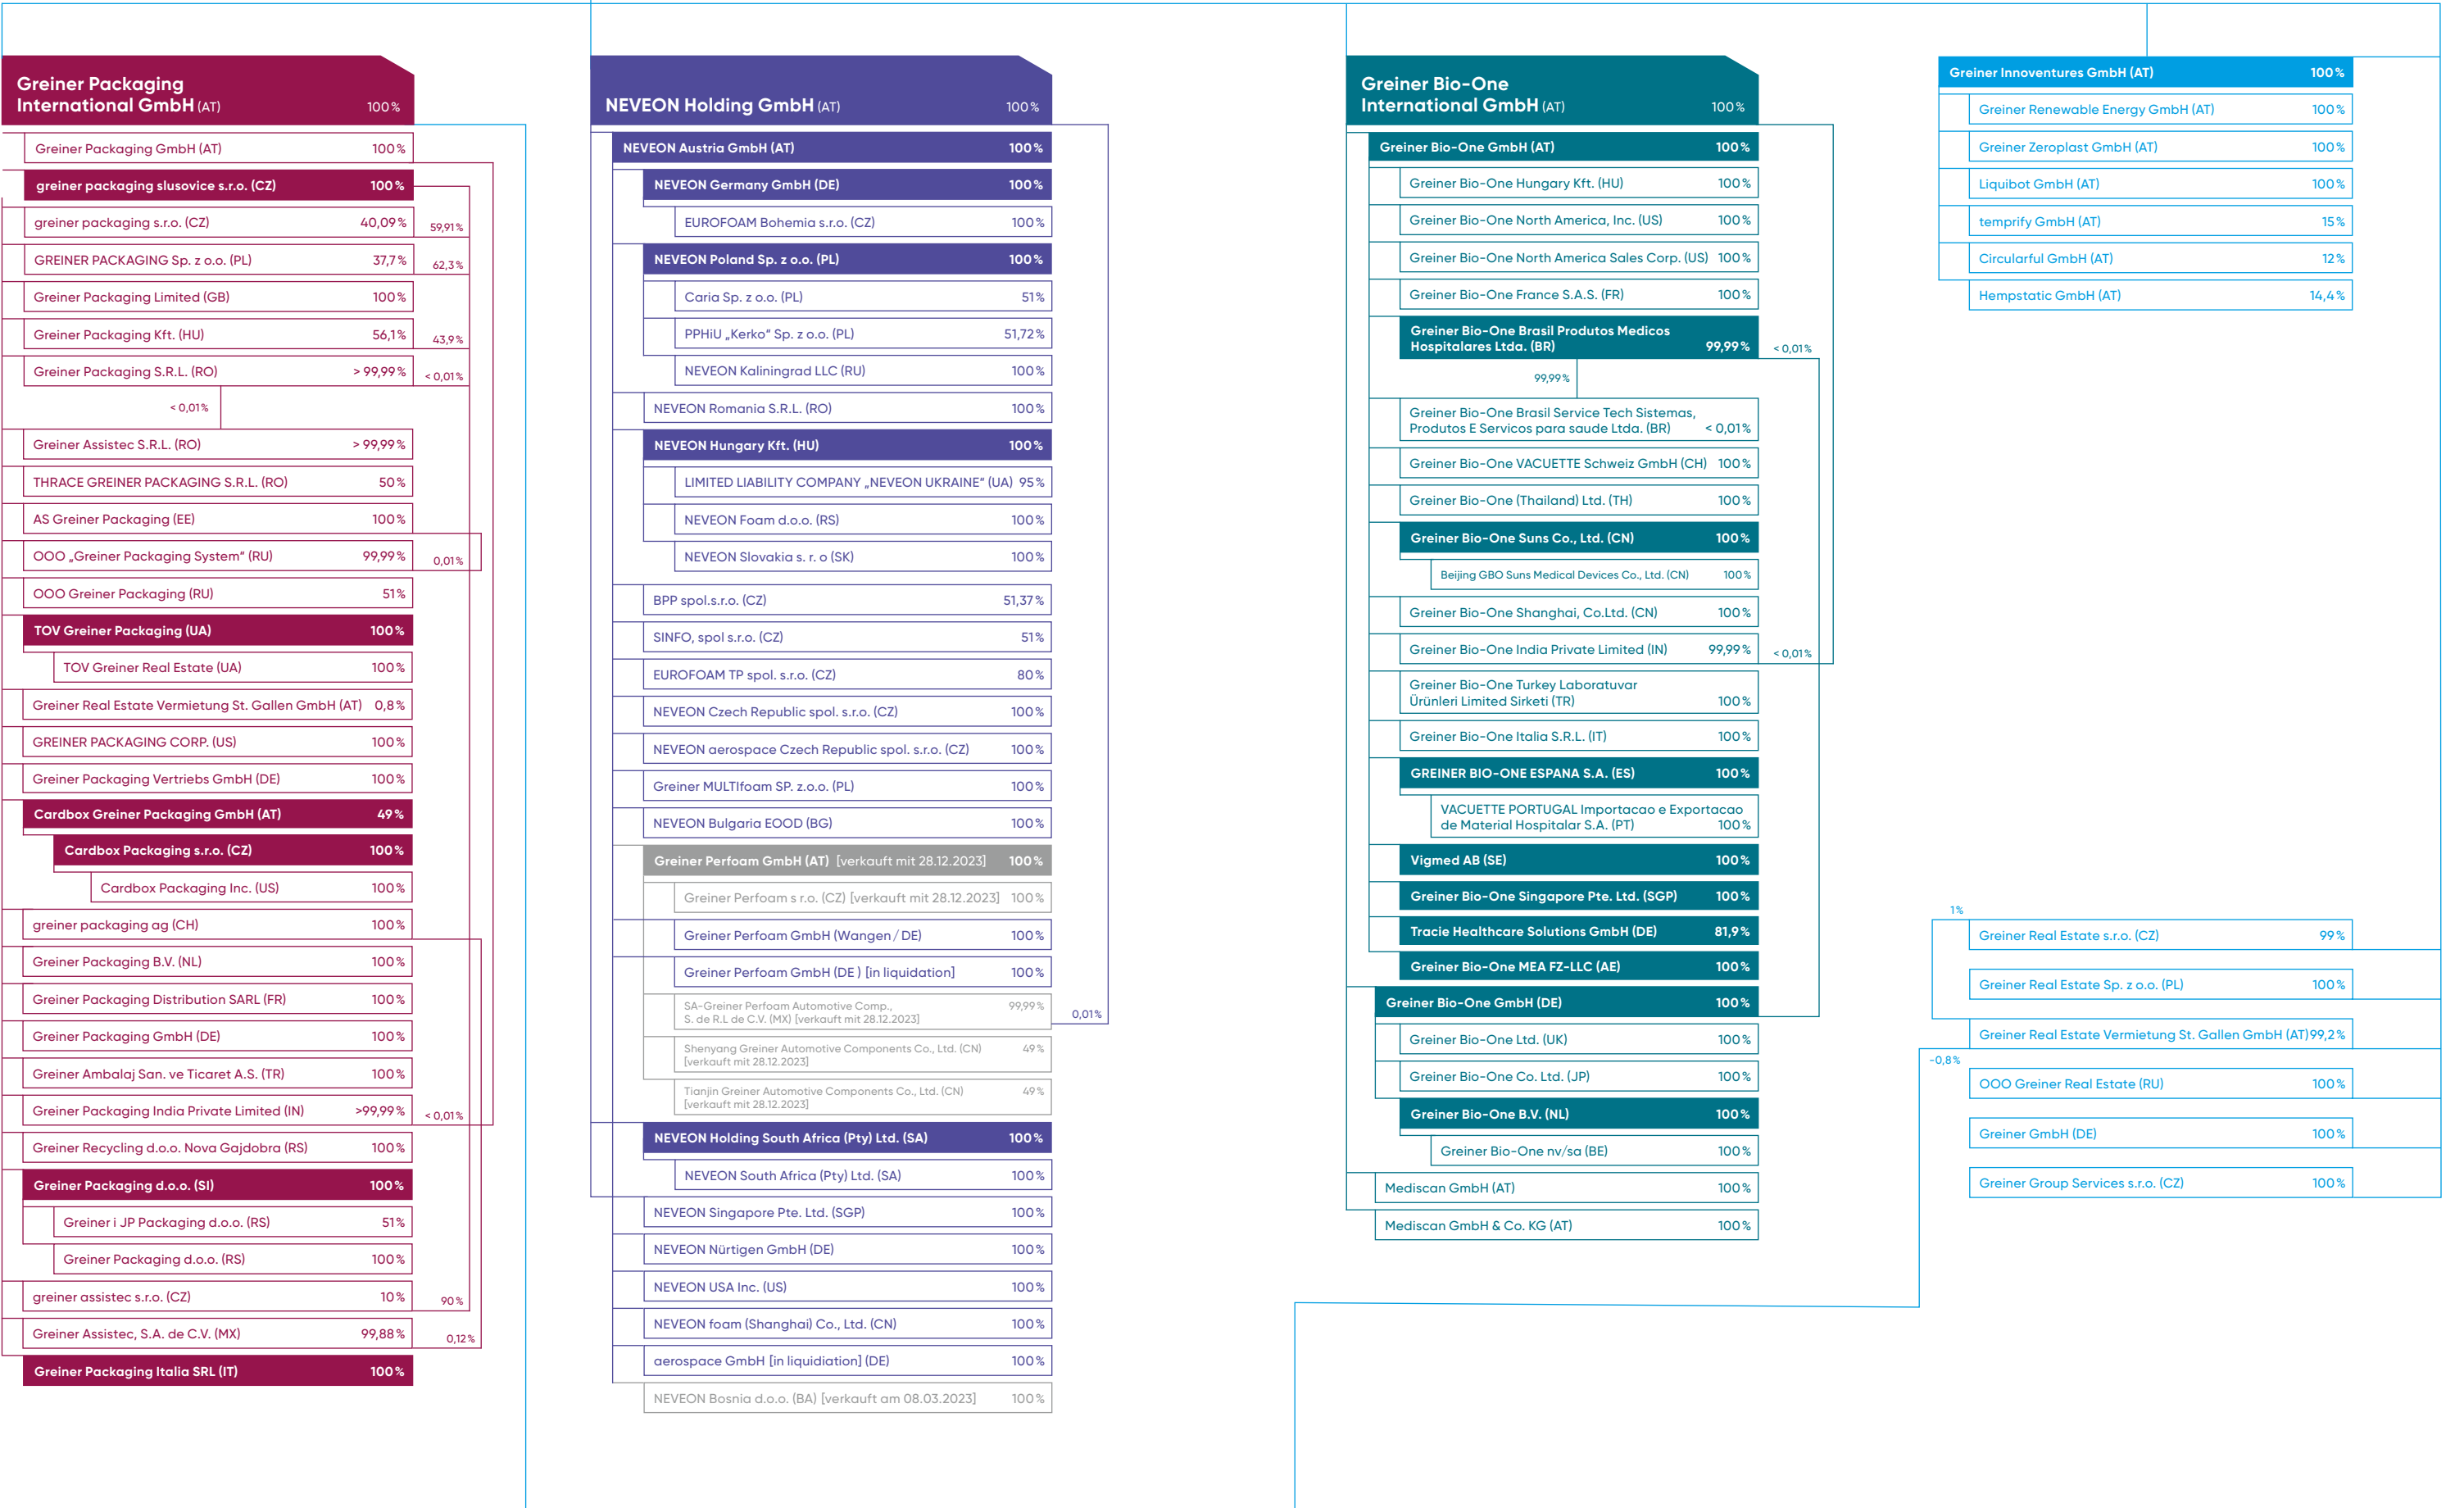 Greiner Packaging
International GmbH (AT) 100%
Greiner Packaging GmbH (AT) 100%
greiner packaging slusovice s.r.o. (CZ) 100%
greiner packaging s.r.o. (CZ) 40,09% 59,91%
GREINER PACKAGING Sp. z o.o. (PL) 37,7% 62,3%
Greiner Packaging Limited (GB) 100%
Greiner Packaging Kft. (HU) 56,1% 43,9%
Greiner Packaging S.R.L. (RO) > 99,99% < 0,01%
< 0,01%
Greiner Assistec S.R.L. (RO) > 99,99%
THRACE GREINER PACKAGING S.R.L. (RO) 50%
AS Greiner Packaging (EE) 100%
OOO „Greiner Packaging System“ (RU) 99,99% 0,01%
OOO Greiner Packaging (RU) 51%
TOV Greiner Packaging (UA) 100%
TOV Greiner Real Estate (UA) 100%
Greiner Real Estate Vermietung St. Gallen GmbH (AT) 0,8%
GREINER PACKAGING CORP. (US) 100%
Greiner Packaging Vertriebs GmbH (DE) 100%
Cardbox Greiner Packaging GmbH (AT) 49%
Cardbox Packaging s.r.o. (CZ) 100%
Cardbox Packaging Inc. (US) 100%
greiner packaging ag (CH) 100%
Greiner Packaging B.V. (NL) 100%
Greiner Packaging Distribution SARL (FR) 100%
Greiner Packaging GmbH (DE) 100%
Greiner Ambalaj San. ve Ticaret A.S. (TR) 100%
Greiner Packaging India Private Limited (IN) >99,99% < 0,01%
Greiner Recycling d.o.o. Nova Gajdobra (RS) 100%
Greiner Packaging d.o.o. (SI) 100%
Greiner i JP Packaging d.o.o. (RS) 51%
Greiner Packaging d.o.o. (RS) 100%
greiner assistec s.r.o. (CZ) 10% 90%
Greiner Assistec, S.A. de C.V. (MX) 99,88% 0,12%
Greiner Packaging Italia SRL (IT) 100%
NEVEON Holding GmbH (AT) 100%
NEVEON Austria GmbH (AT) 100%
NEVEON Germany GmbH (DE) 100%
EUROFOAM Bohemia s.r.o. (CZ) 100%
NEVEON Poland Sp. z o.o. (PL) 100%
Caria Sp. z o.o. (PL) 51%
PPHiU „Kerko“ Sp. z o.o. (PL) 51,72%
NEVEON Kaliningrad LLC (RU) 100%
NEVEON Romania S.R.L. (RO) 100%
NEVEON Hungary Kft. (HU) 100%
LIMITED LIABILITY COMPANY „NEVEON UKRAINE“ (UA) 95%
NEVEON Foam d.o.o. (RS) 100%
NEVEON Slovakia s. r. o (SK) 100%
BPP spol.s.r.o. (CZ) 51,37%
SINFO, spol s.r.o. (CZ) 51%
EUROFOAM TP spol. s.r.o. (CZ) 80%
NEVEON Czech Republic spol. s.r.o. (CZ) 100%
NEVEON aerospace Czech Republic spol. s.r.o. (CZ) 100%
Greiner MULTIfoam SP. z.o.o. (PL) 100%
NEVEON Bulgaria EOOD (BG) 100%
Greiner Perfoam GmbH (AT) [verkauft mit 28.12.2023] 100%
Greiner Perfoam s r.o. (CZ) [verkauft mit 28.12.2023] 100%
Greiner Perfoam GmbH (Wangen / DE) 100%
Greiner Perfoam GmbH (DE ) [in liquidation] 100%
SA-Greiner Perfoam Automotive Comp., 99,99%
S. de R.L de C.V. (MX) [verkauft mit 28.12.2023] 0,01%
Shenyang Greiner Automotive Components Co., Ltd. (CN) 49%
[verkauft mit 28.12.2023]
Tianjin Greiner Automotive Components Co., Ltd. (CN) 49%
[verkauft mit 28.12.2023]
NEVEON Holding South Africa (Pty) Ltd. (SA) 100%
NEVEON South Africa (Pty) Ltd. (SA) 100%
NEVEON Singapore Pte. Ltd. (SGP) 100%
NEVEON Nürtigen GmbH (DE) 100%
NEVEON USA Inc. (US) 100%
NEVEON foam (Shanghai) Co., Ltd. (CN) 100%
aerospace GmbH [in liquidiation] (DE) 100%
NEVEON Bosnia d.o.o. (BA) [verkauft am 08.03.2023] 100%
Greiner Bio-One
International GmbH (AT) 100%
Greiner Bio-One GmbH (AT) 100%
Greiner Bio-One Hungary Kft. (HU) 100%
Greiner Bio-One North America, Inc. (US) 100%
Greiner Bio-One North America Sales Corp. (US) 100%
Greiner Bio-One France S.A.S. (FR) 100%
Greiner Bio-One Brasil Produtos Medicos
Hospitalares Ltda. (BR) 99,99% < 0,01%
99,99%
Greiner Bio-One Brasil Service Tech Sistemas,
Produtos E Servicos para saude Ltda. (BR) < 0,01%
Greiner Bio-One VACUETTE Schweiz GmbH (CH) 100%
Greiner Bio-One (Thailand) Ltd. (TH) 100%
Greiner Bio-One Suns Co., Ltd. (CN) 100%
Beijing GBO Suns Medical Devices Co., Ltd. (CN) 100%
Greiner Bio-One Shanghai, Co.Ltd. (CN) 100%
Greiner Bio-One India Private Limited (IN) 99,99% < 0,01%
Greiner Bio-One Turkey Laboratuvar
Ürünleri Limited Sirketi (TR) 100%
Greiner Bio-One Italia S.R.L. (IT) 100%
GREINER BIO-ONE ESPANA S.A. (ES) 100%
VACUETTE PORTUGAL Importacao e Exportacao
de Material Hospitalar S.A. (PT) 100%
Vigmed AB (SE) 100%
Greiner Bio-One Singapore Pte. Ltd. (SGP) 100%
Tracie Healthcare Solutions GmbH (DE) 81,9%
Greiner Bio-One MEA FZ-LLC (AE) 100%
Greiner Bio-One GmbH (DE) 100%
Greiner Bio-One Ltd. (UK) 100%
Greiner Bio-One Co. Ltd. (JP) 100%
Greiner Bio-One B.V. (NL) 100%
Greiner Bio-One nv/sa (BE) 100%
Mediscan GmbH (AT) 100%
Mediscan GmbH & Co. KG (AT) 100%
Greiner Innoventures GmbH (AT) 100%
Greiner Renewable Energy GmbH (AT) 100%
Greiner Zeroplast GmbH (AT) 100%
Liquibot GmbH (AT) 100%
temprify GmbH (AT) 15%
Circularful GmbH (AT) 12%
Hempstatic GmbH (AT) 14,4%
1%
Greiner Real Estate s.r.o. (CZ) 99%
Greiner Real Estate Sp. z o.o. (PL) 100%
Greiner Real Estate Vermietung St. Gallen GmbH (AT)99,2%
-0,8%
OOO Greiner Real Estate (RU) 100%
Greiner GmbH (DE) 100%
Greiner Group Services s.r.o. (CZ) 100%